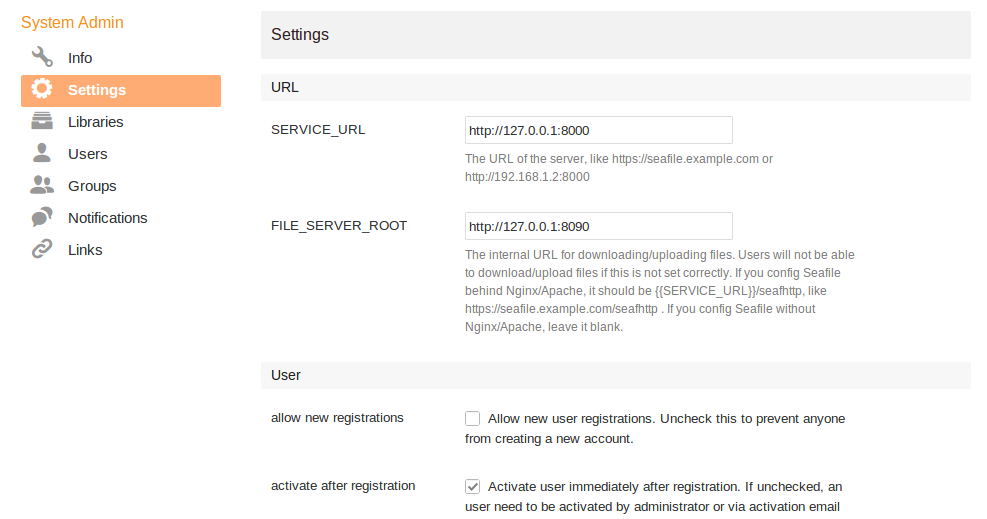 System Admin
Info
Settings
Libraries
Users
Groups
Notifications
Links
Settings
URL
SERVICE_URL
http://127.0.0.1:8000
The URL of the server, like https://seafile.example.com or
http://192.168.1.2:8000
FILE_SERVER_ROOT
http://127.0.0.1:8090
The internal URL for downloading/uploading files. Users will not be able
to download/upload files if this is not set correctly. If you config Seafile
behind Nginx/Apache, it should be {{SERVICE_URL}}/seafhttp, like
https://seafile.example.com/seafhttp . If you config Seafile without
Nginx/Apache, leave it blank.
User
allow new registrations
Allow new user registrations. Uncheck this to prevent anyone
from creating a new account.
activate after registration
Activate user immediately after registration. If unchecked, an
user need to be activated by administrator or via activation email